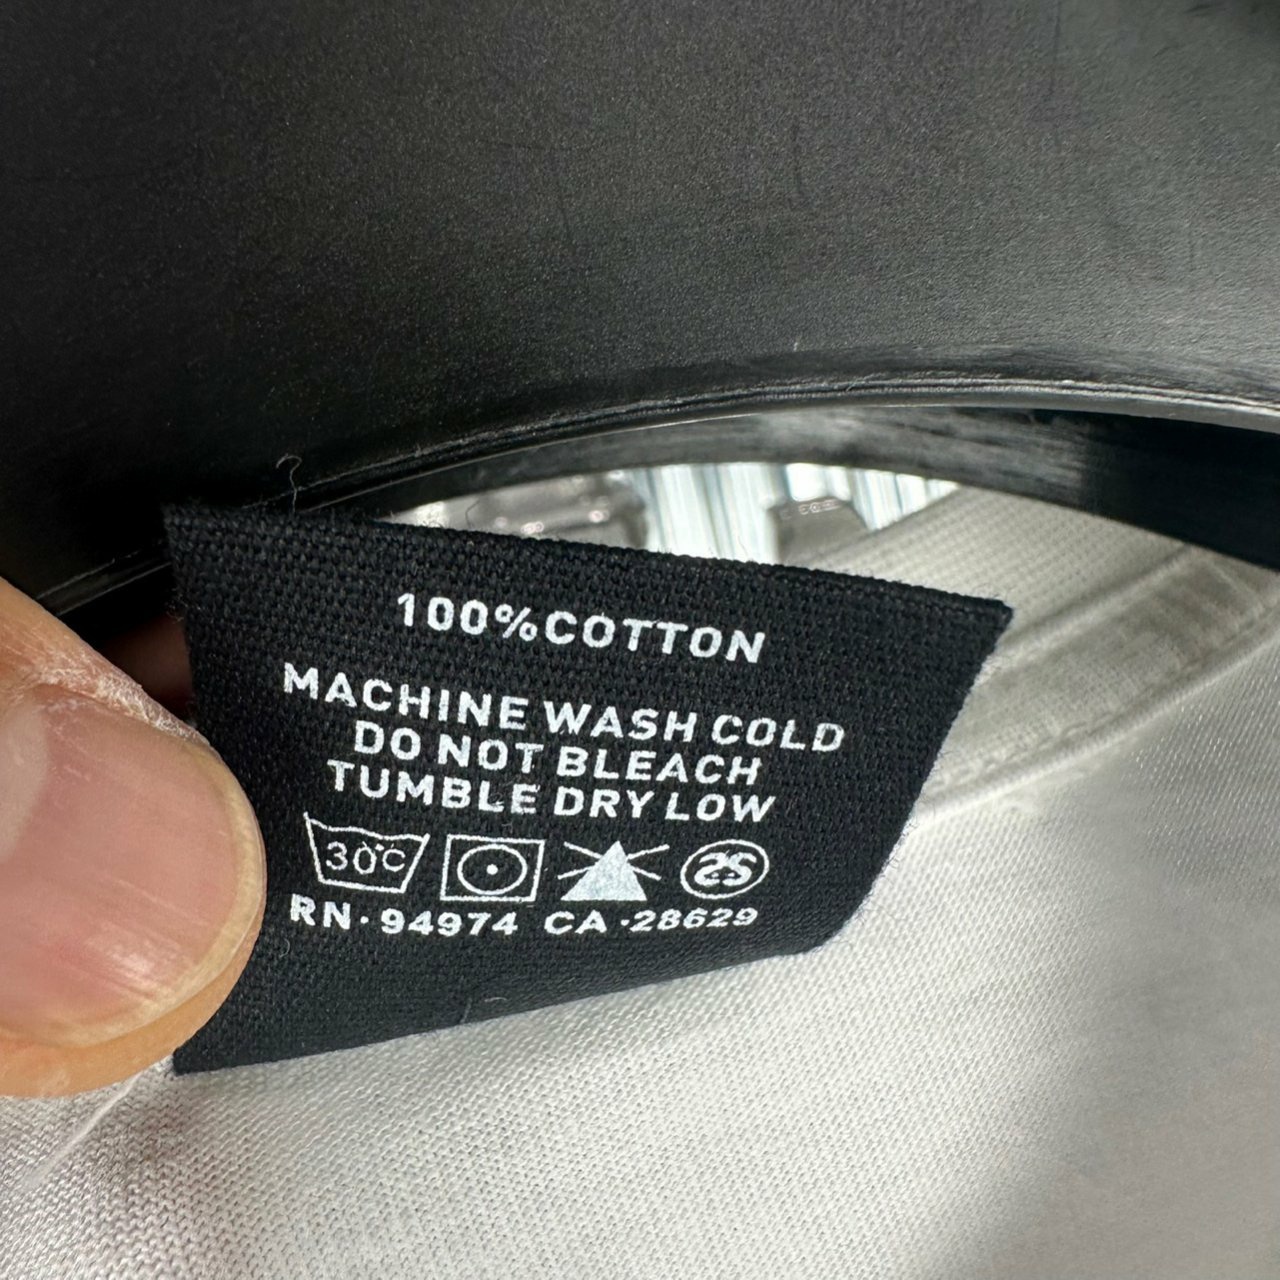 100%COTTON
MACHINE WASH COLD
DO NOT BLEACH
TUMBLE DRY LOW
30°C
RN·94974 CA·28629